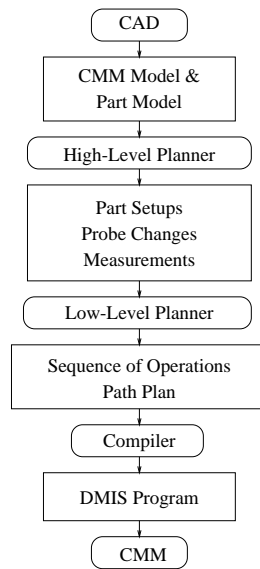 CAD
CMM Model &
Part Model
High-Level Planner
Part Setups
Probe Changes
Measurements
Low-Level Planner
Sequence of Operations
Path Plan
Compiler
DMIS Program
CMM